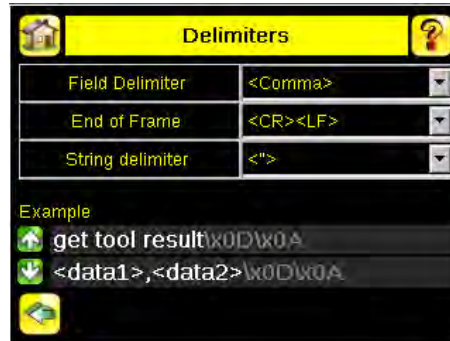 Delimiters
?
Field Delimiter <Comma>
End of Frame <CR><LF>
String delimiter <">
Example
get tool result\x0D\x0A
<data1>,<data2>\x0D\x0A